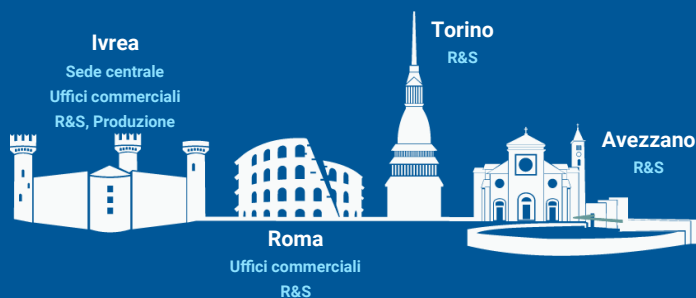 Ivrea
Sede centrale
Uffici commerciali
R&S, Produzione
Roma
Uffici commerciali
R&S
Torino
R&S
Avezzano
R&S